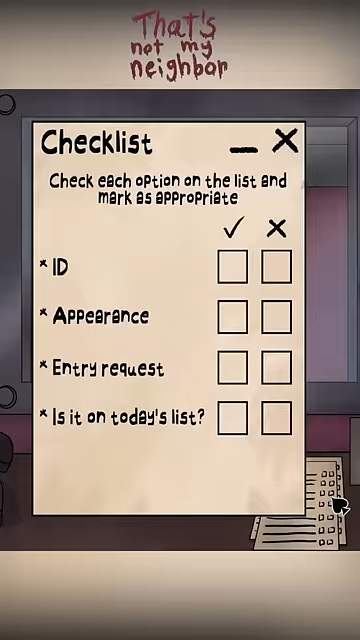 That's
not my
neighbor
Checklist
Check each option on the list and
mark as appropriate
* ID
* Appearance
* Entry request
* Is it on today's list?